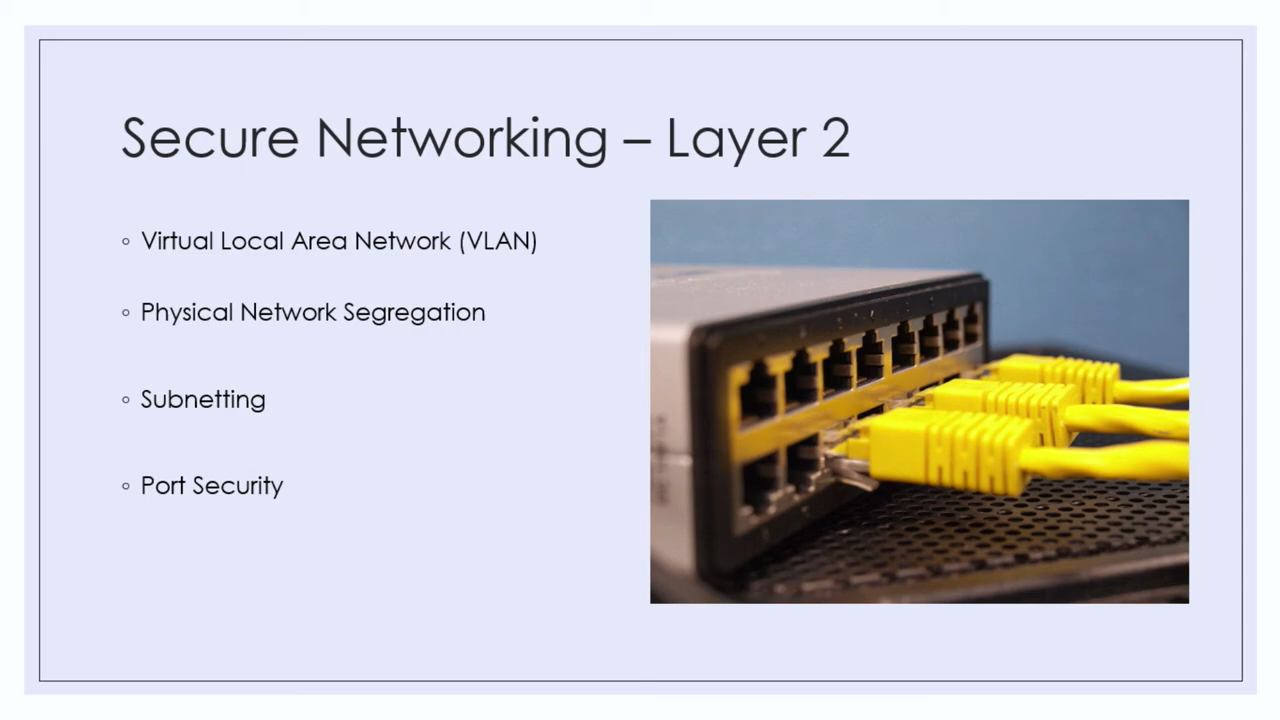 Secure Networking – Layer 2
Virtual Local Area Network (VLAN)
Physical Network Segregation
Subnetting
Port Security